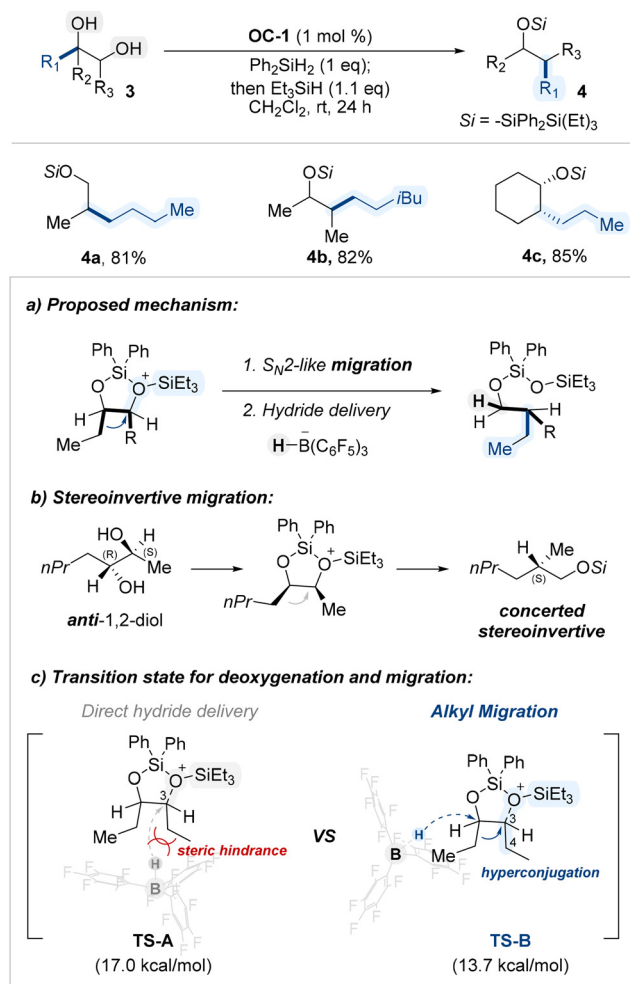 OH
OH
R1
R2
R3
3
OC-1 (1 mol %)
Ph2SiH2 (1 eq);
then Et3SiH (1.1 eq)
CH2Cl2, rt, 24 h
OSi
R2
R3
R1
4
Si = -SiPh2Si(Et)3
SiO
Me
Me
4a, 81%
OSi
Me
iBu
Me
4b, 82%
OSi
Me
4c, 85%
a) Proposed mechanism:
Ph Ph
Si
O O+ SiEt3
H H
Me R
1. SN2-like migration
2. Hydride delivery
H–B(C6F5)3
−
Ph Ph
Si
O O SiEt3
H
H H
Me R
b) Stereoinvertive migration:
HO H
(R) (S)
nPr Me
H OH
anti-1,2-diol
Ph Ph
Si
O O+ SiEt3
nPr Me
H Me
nPr OSi
(S)
concerted
stereoinvertive
c) Transition state for deoxygenation and migration:
Direct hydride delivery
Alkyl Migration
Ph Ph
Si
O O+ SiEt3
3
H H
Me
steric hindrance
H
B
F F F F F F F F F F
TS-A
(17.0 kcal/mol)
VS
Ph Ph
Si
O O+ SiEt3
3
H H H
B
4
Me
hyperconjugation
F F F F F F F F F F
TS-B
(13.7 kcal/mol)